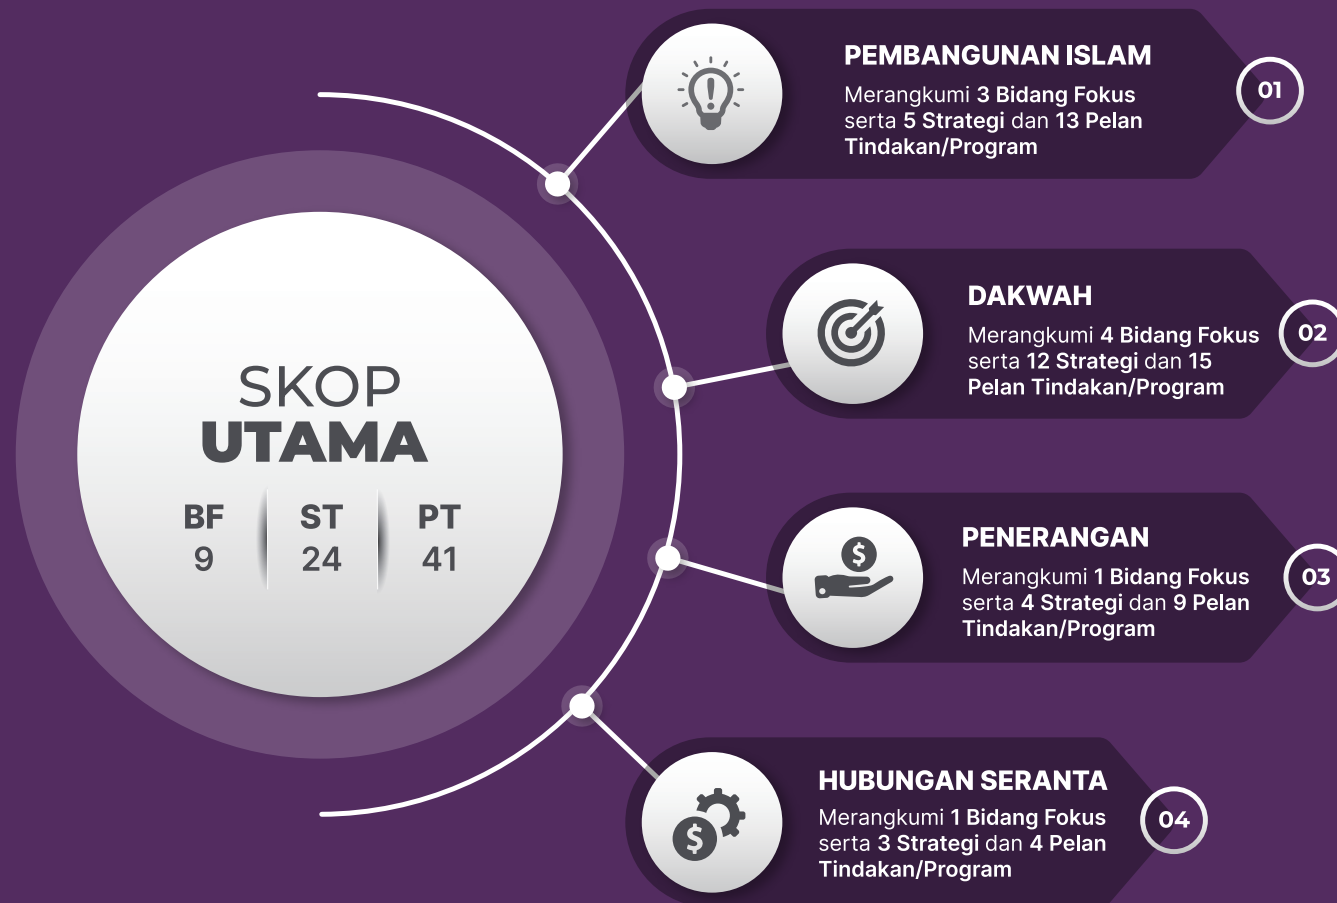 SKOP
UTAMA
BF
9
ST
24
PT
41
PEMBANGUNAN ISLAM
Merangkumi 3 Bidang Fokus
serta 5 Strategi dan 13 Pelan
Tindakan/Program
01
DAKWAH
Merangkumi 4 Bidang Fokus
serta 12 Strategi dan 15
Pelan Tindakan/Program
02
PENERANGAN
Merangkumi 1 Bidang Fokus
serta 4 Strategi dan 9 Pelan
Tindakan/Program
03
HUBUNGAN SERANTA
Merangkumi 1 Bidang Fokus
serta 3 Strategi dan 4 Pelan
Tindakan/Program
04